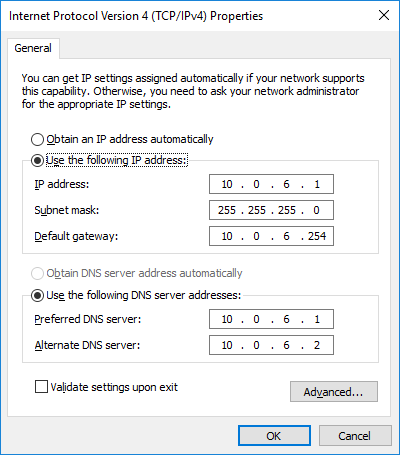 Internet Protocol Version 4 (TCP/IPv4) Properties
General
You can get IP settings assigned automatically if your network supports
this capability. Otherwise, you need to ask your network administrator
for the appropriate IP settings.
Obtain an IP address automatically
Use the following IP address:
IP address: 10 . 0 . 6 . 1
Subnet mask: 255 . 255 . 255 . 0
Default gateway: 10 . 0 . 6 . 254
Obtain DNS server address automatically
Use the following DNS server addresses:
Preferred DNS server: 10 . 0 . 6 . 1
Alternate DNS server: 10 . 0 . 6 . 2
Validate settings upon exit
Advanced...
OK Cancel